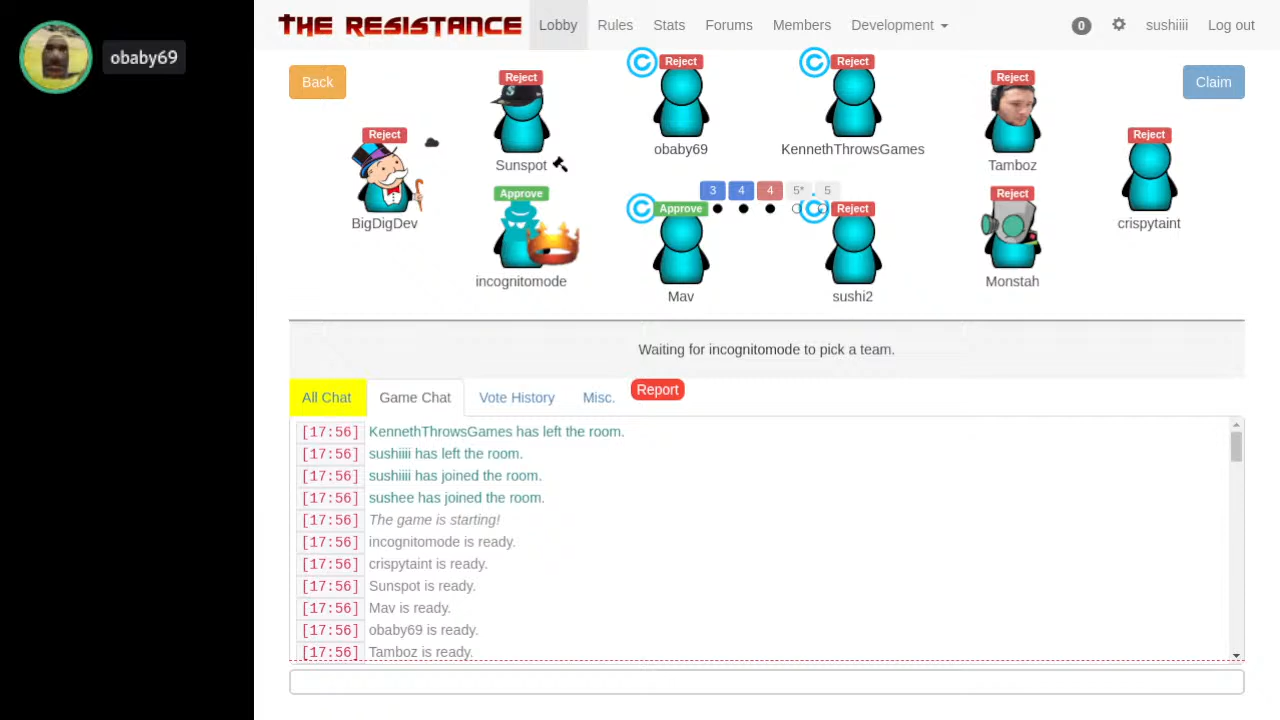 THE RESISTANCE
Lobby
Rules
Stats
Forums
Members
Development
0
sushiiii
Log out
obaby69
Back
Claim
Reject
BigDigDev
Reject
Sunspot
Reject
obaby69
Reject
KennethThrowsGames
Reject
Tamboz
Reject
crispytaint
Approve
incognitomode
Approve
Mav
3 4 4 5* 5
Reject
sushi2
Reject
Monstah
Waiting for incognitomode to pick a team.
All Chat
Game Chat
Vote History
Misc.
Report
[17:56] KennethThrowsGames has left the room.
[17:56] sushiiii has left the room.
[17:56] sushiiii has joined the room.
[17:56] sushee has joined the room.
[17:56] The game is starting!
[17:56] incognitomode is ready.
[17:56] crispytaint is ready.
[17:56] Sunspot is ready.
[17:56] Mav is ready.
[17:56] obaby69 is ready.
[17:56] Tamboz is ready.